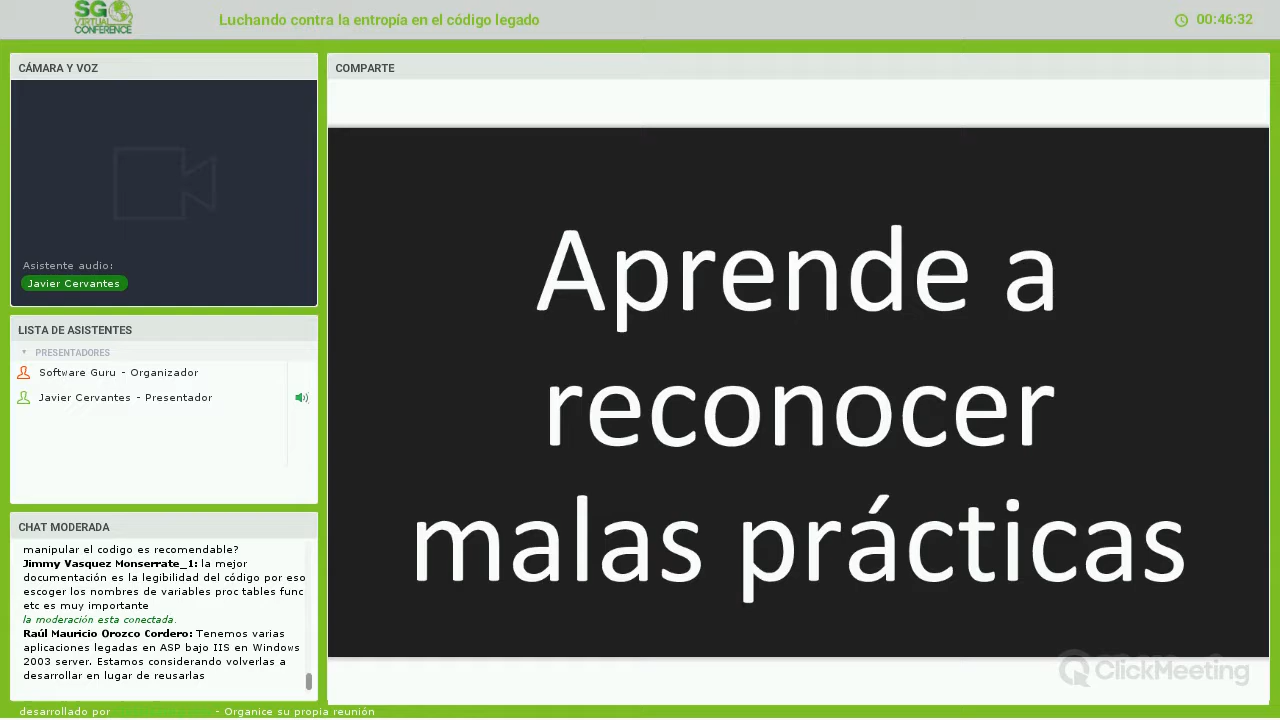 SG
VIRTUAL
CONFERENCE
Luchando contra la entropía en el código legado
00:46:32
CÁMARA Y VOZ
Asistente audio:
Javier Cervantes
LISTA DE ASISTENTES
PRESENTADORES
Software Guru - Organizador
Javier Cervantes - Presentador
CHAT MODERADA
manipular el codigo es recomendable?
Jimmy Vasquez Monserrate_1: la mejor
documentación es la legibilidad del código por eso
escoger los nombres de variables proc tables func
etc es muy importante
la moderación esta conectada.
Raúl Mauricio Orozco Cordero: Tenemos varias
aplicaciones legadas en ASP bajo IIS en Windows
2003 server. Estamos considerando volverlas a
desarrollar en lugar de reusarlas
desarrollado por - Organice su propia reunión
COMPARTE
Aprende a
reconocer
malas prácticas
ClickMeeting